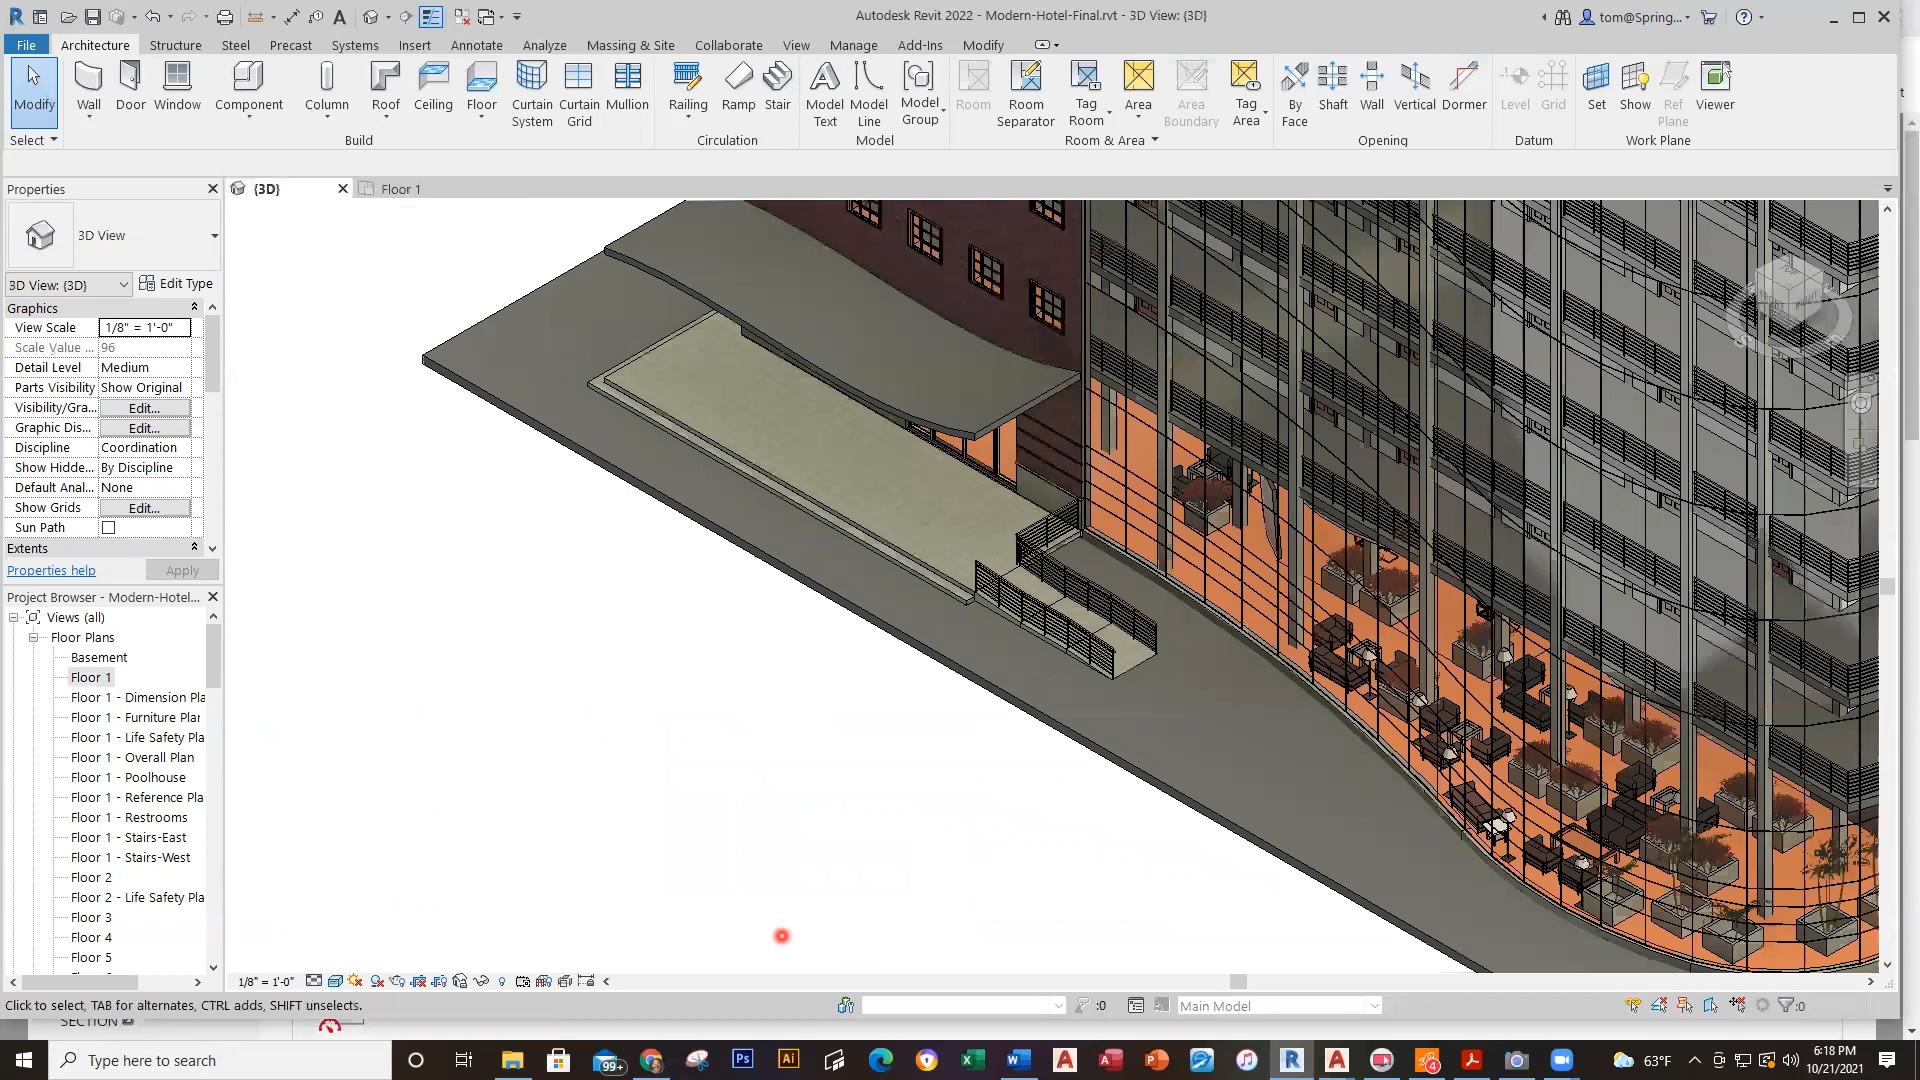 Autodesk Revit 2022 - Modern-Hotel-Final.rvt - 3D View: {3D}
tom@Spring...
File Architecture Structure Steel Precast Systems Insert Annotate Analyze Massing & Site Collaborate View Manage Add-Ins Modify
Modify Wall Door Window Component Column Roof Ceiling Floor Curtain System Curtain Grid Mullion Railing Ramp Stair Model Text Model Line Model Group Room Room Separator Tag Room Area Area Boundary Tag Area By Face Shaft Wall Vertical Dormer Level Grid Set Show Ref Plane Viewer
Select Build Circulation Model Room & Area Opening Datum Work Plane
Properties
{3D} Floor 1
3D View
3D View: {3D} Edit Type
Graphics
View Scale 1/8" = 1'-0"
Scale Value ... 96
Detail Level Medium
Parts Visibility Show Original
Visibility/Gra... Edit...
Graphic Dis... Edit...
Discipline Coordination
Show Hidde... By Discipline
Default Anal... None
Show Grids Edit...
Sun Path
Extents
Properties help Apply
Project Browser - Modern-Hotel...
Views (all)
Floor Plans
Basement
Floor 1
Floor 1 - Dimension Pla
Floor 1 - Furniture Plar
Floor 1 - Life Safety Pla
Floor 1 - Overall Plan
Floor 1 - Poolhouse
Floor 1 - Reference Pla
Floor 1 - Restrooms
Floor 1 - Stairs-East
Floor 1 - Stairs-West
Floor 2
Floor 2 - Life Safety Pla
Floor 3
Floor 4
Floor 5
1/8" = 1'-0"
Click to select, TAB for alternates, CTRL adds, SHIFT unselects.
:0 Main Model :0
SECTION
Type here to search
99+
4
63°F
6:18 PM
10/21/2021